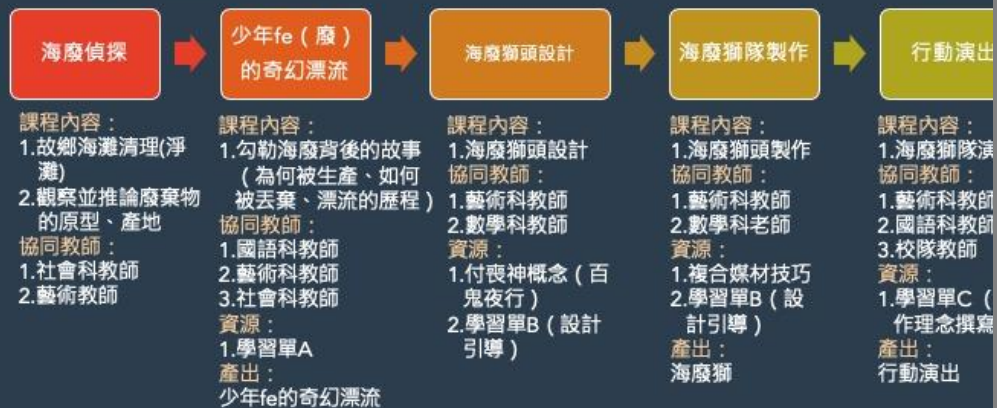 海廢偵探
少年fe（廢）
的奇幻漂流
海廢獅頭設計
海廢獅隊製作
行動演出
課程內容：
1.故鄉海灘清理(淨
灘)
2.觀察並推論廢棄物
的原型、產地
協同教師：
1.社會科教師
2.藝術教師
課程內容：
1.勾勒海廢背後的故事
（為何被生產、如何
被丟棄、漂流的歷程）
協同教師：
1.國語科教師
2.藝術科教師
3.社會科教師
資源：
1.學習單A
產出：
少年fe的奇幻漂流
課程內容：
1.海廢獅頭設計
協同教師：
1.藝術科教師
2.數學科教師
資源：
1.付喪神概念（百
鬼夜行）
2.學習單B（設計
引導）
課程內容：
1.海廢獅頭製作
協同教師：
1.藝術科教師
2.數學科老師
資源：
1.複合媒材技巧
2.學習單B（設
計引導）
產出：
海廢獅
課程內容：
1.海廢獅隊演
協同教師：
1.藝術科教師
2.國語科教師
3.校隊教師
資源：
1.學習單C（
作理念撰寫
產出：
行動演出